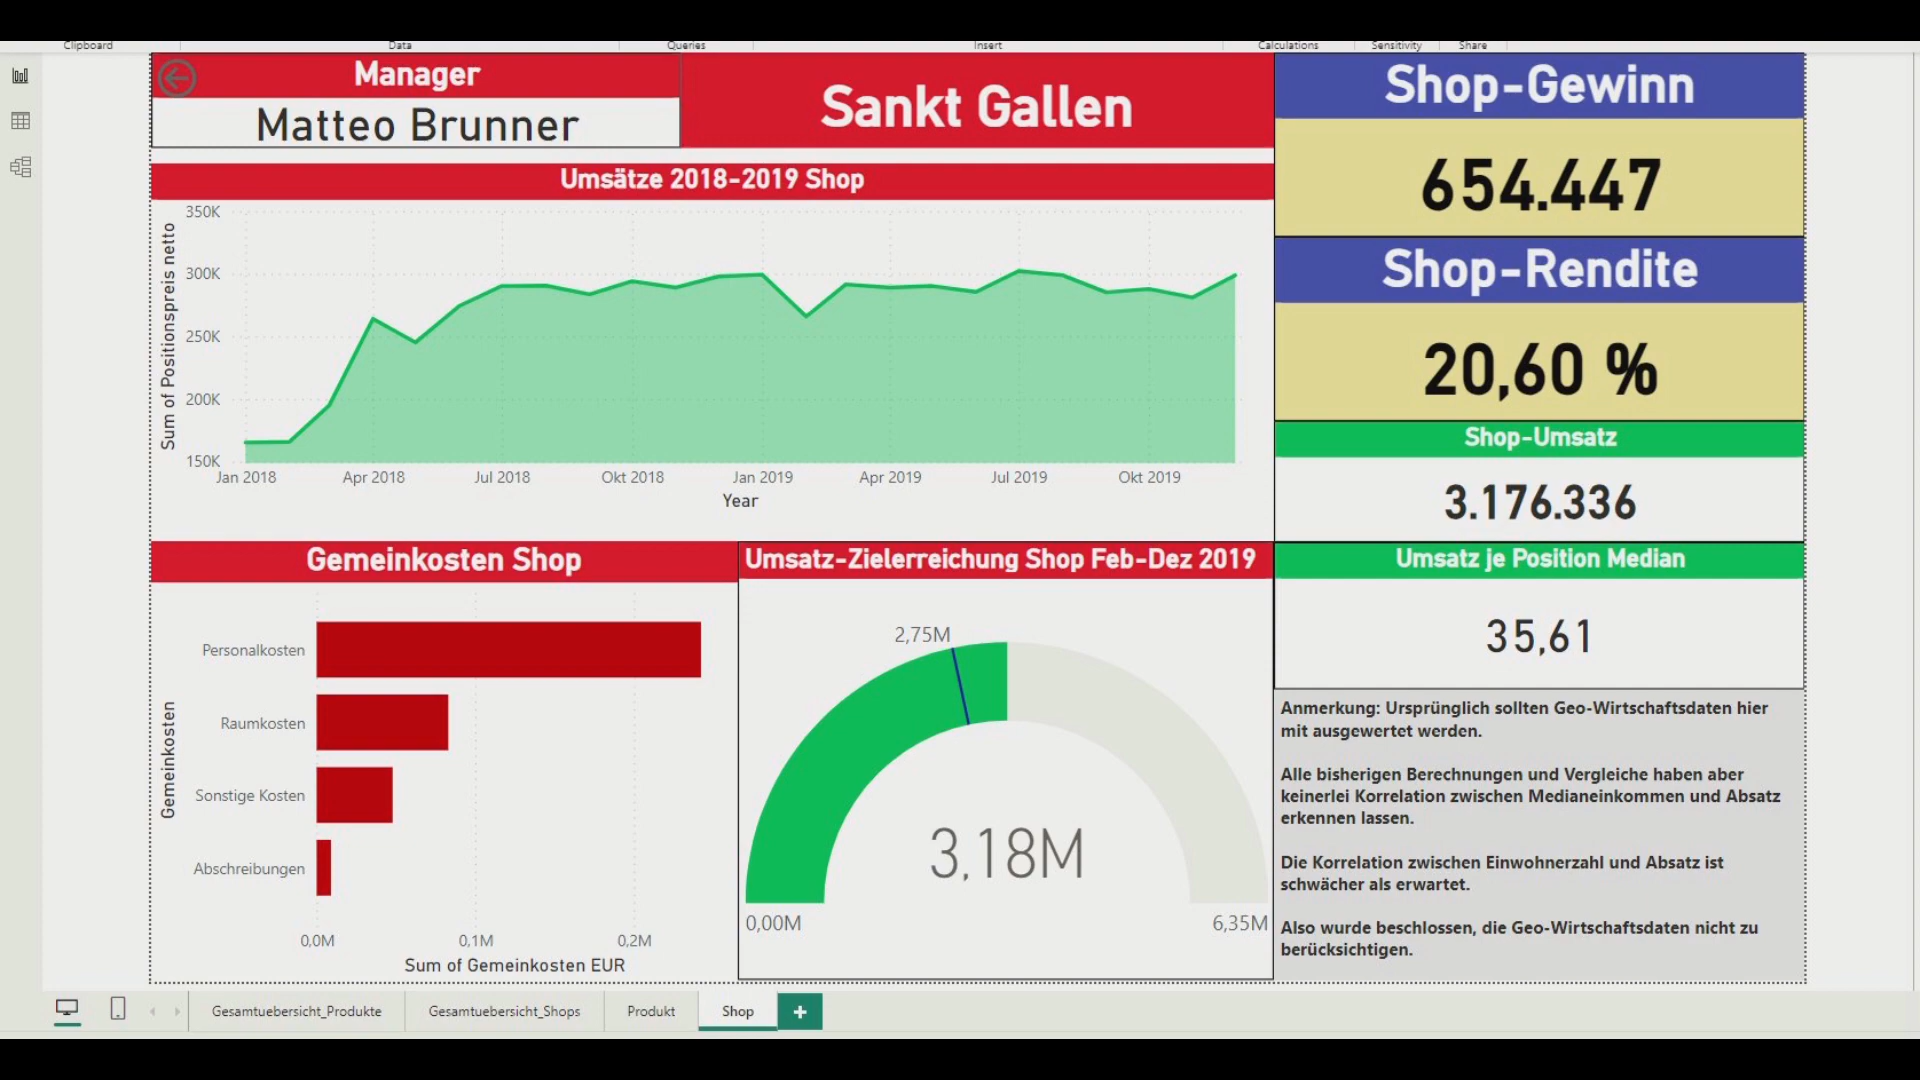 Clipboard
Data
Queries
Insert
Calculations
Sensitivity
Share
Manager
Matteo Brunner
Sankt Gallen
Shop-Gewinn
654.447
Shop-Rendite
20,60 %
Shop-Umsatz
3.176.336
Umsatz je Position Median
35,61
Umsätze 2018-2019 Shop
Sum of Positionspreis netto
350K
300K
250K
200K
150K
Jan 2018
Apr 2018
Jul 2018
Okt 2018
Jan 2019
Apr 2019
Jul 2019
Okt 2019
Year
Gemeinkosten Shop
Gemeinkosten
Personalkosten
Raumkosten
Sonstige Kosten
Abschreibungen
0,0M
0,1M
0,2M
Sum of Gemeinkosten EUR
Umsatz-Zielerreichung Shop Feb-Dez 2019
2,75M
3,18M
0,00M
6,35M
Anmerkung: Ursprünglich sollten Geo-Wirtschaftsdaten hier
mit ausgewertet werden.
Alle bisherigen Berechnungen und Vergleiche haben aber
keinerlei Korrelation zwischen Medianeinkommen und Absatz
erkennen lassen.
Die Korrelation zwischen Einwohnerzahl und Absatz ist
schwächer als erwartet.
Also wurde beschlossen, die Geo-Wirtschaftsdaten nicht zu
berücksichtigen.
Gesamtuebersicht_Produkte
Gesamtuebersicht_Shops
Produkt
Shop
+